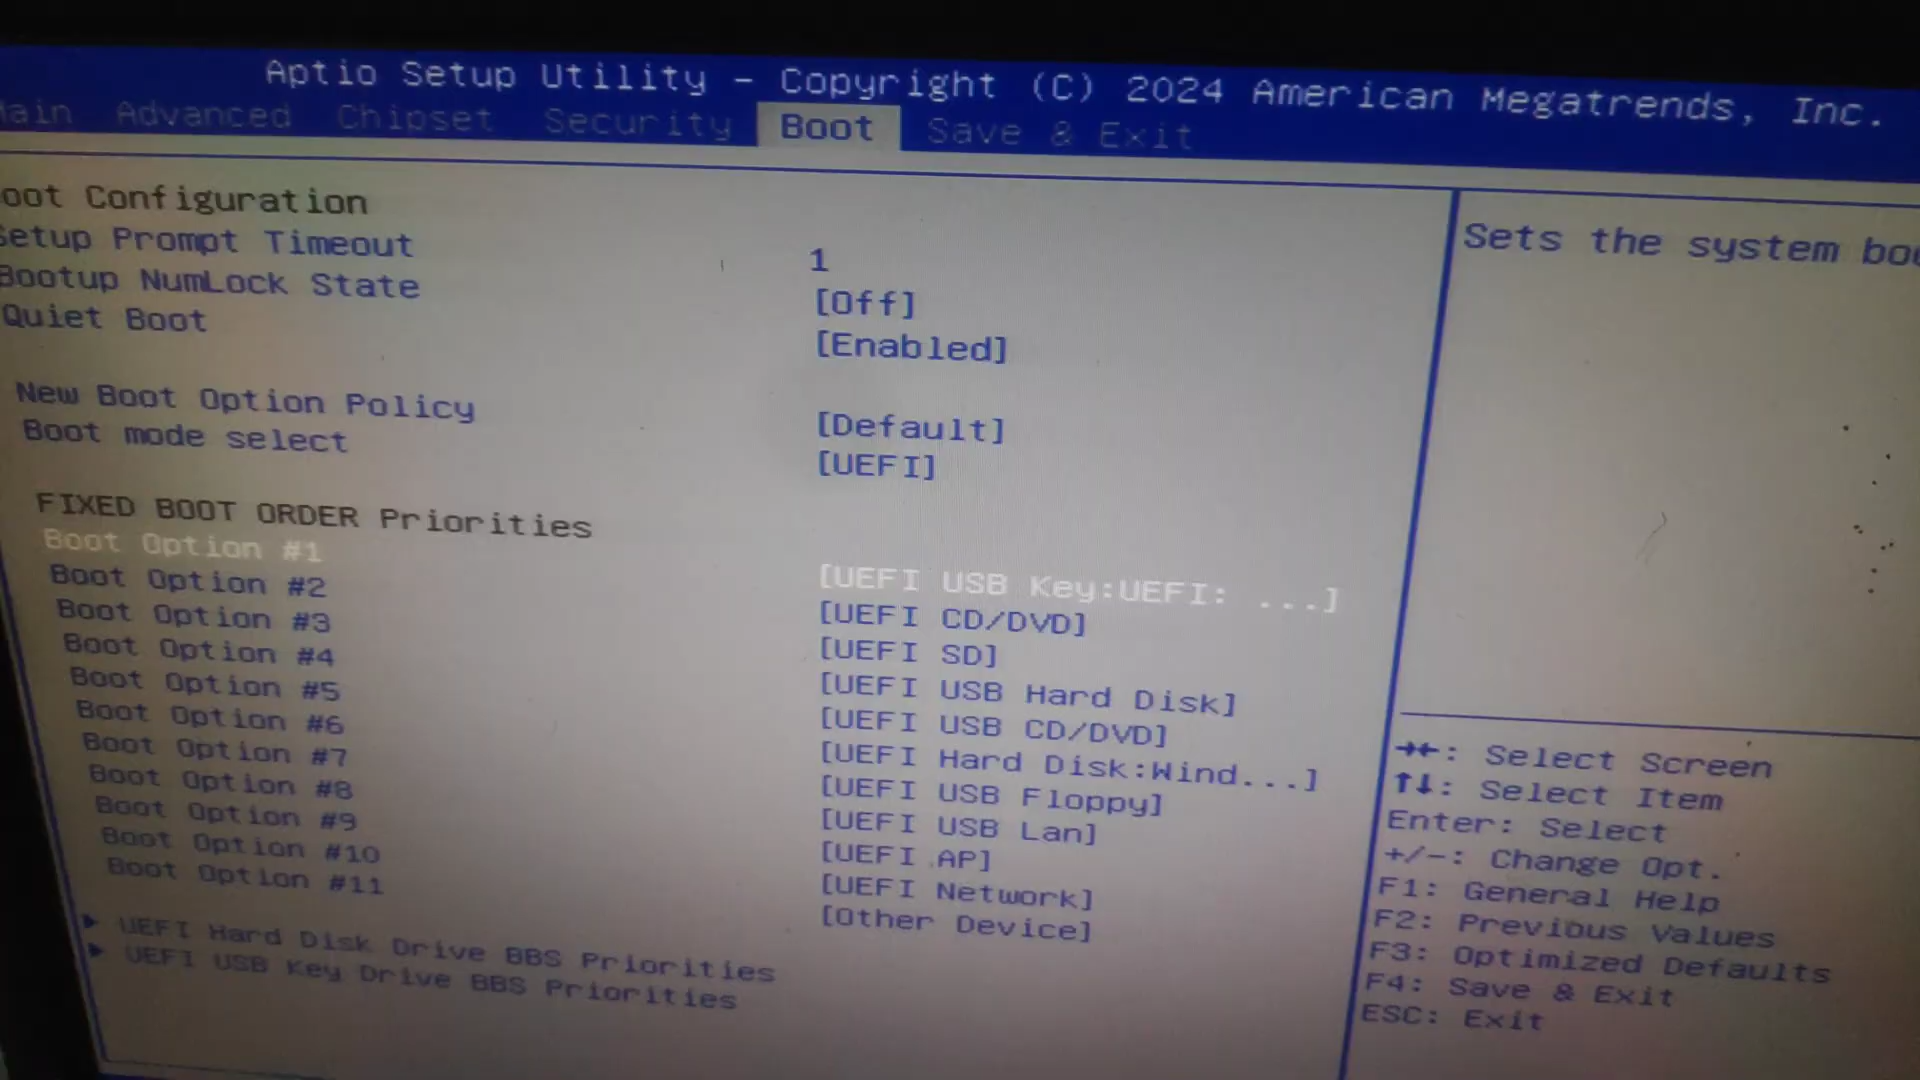 Aptio Setup Utility - Copyright (C) 2024 American Megatrends, Inc.
Main Advanced Chipset Security Boot Save & Exit
oot Configuration
Setup Prompt Timeout 1
Bootup NumLock State [Off]
Quiet Boot [Enabled]
New Boot Option Policy [Default]
Boot mode select [UEFI]
FIXED BOOT ORDER Priorities
Boot Option #1 [UEFI USB Key:UEFI: ...]
Boot Option #2 [UEFI CD/DVD]
Boot Option #3 [UEFI SD]
Boot Option #4 [UEFI USB Hard Disk]
Boot Option #5 [UEFI USB CD/DVD]
Boot Option #6 [UEFI Hard Disk:Wind...]
Boot Option #7 [UEFI USB Floppy]
Boot Option #8 [UEFI USB Lan]
Boot Option #9 [UEFI AP]
Boot Option #10 [UEFI Network]
Boot Option #11 [Other Device]
► UEFI Hard Disk Drive BBS Priorities
► UEFI USB Key Drive BBS Priorities
Sets the system boo
→←: Select Screen
↑↓: Select Item
Enter: Select
+/-: Change Opt.
F1: General Help
F2: Previous Values
F3: Optimized Defaults
F4: Save & Exit
ESC: Exit